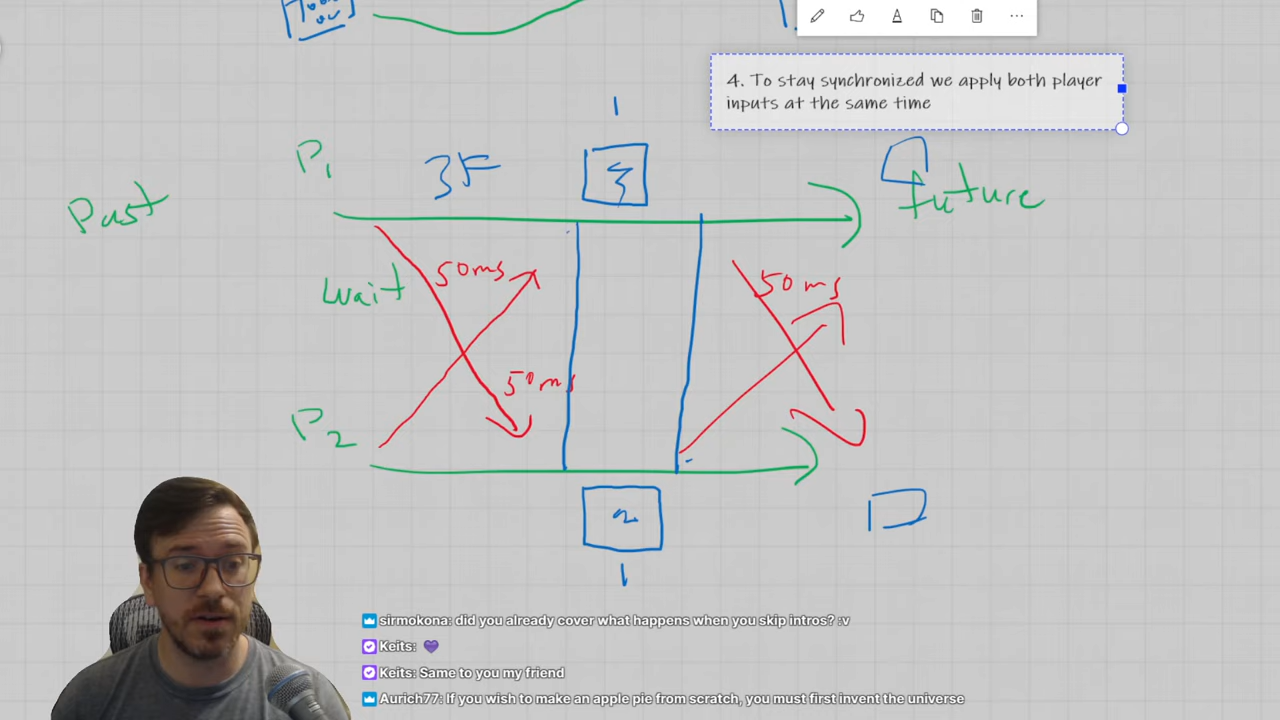 4. To stay synchronized we apply both player
inputs at the same time
1
P1
3F
Past
future
wait
50ms
50ms
50ms
P2
2
1
sirmokona: did you already cover what happens when you skip intros? :v
Keits: 💜
Keits: Same to you my friend
Aurich77: If you wish to make an apple pie from scratch, you must first invent the universe